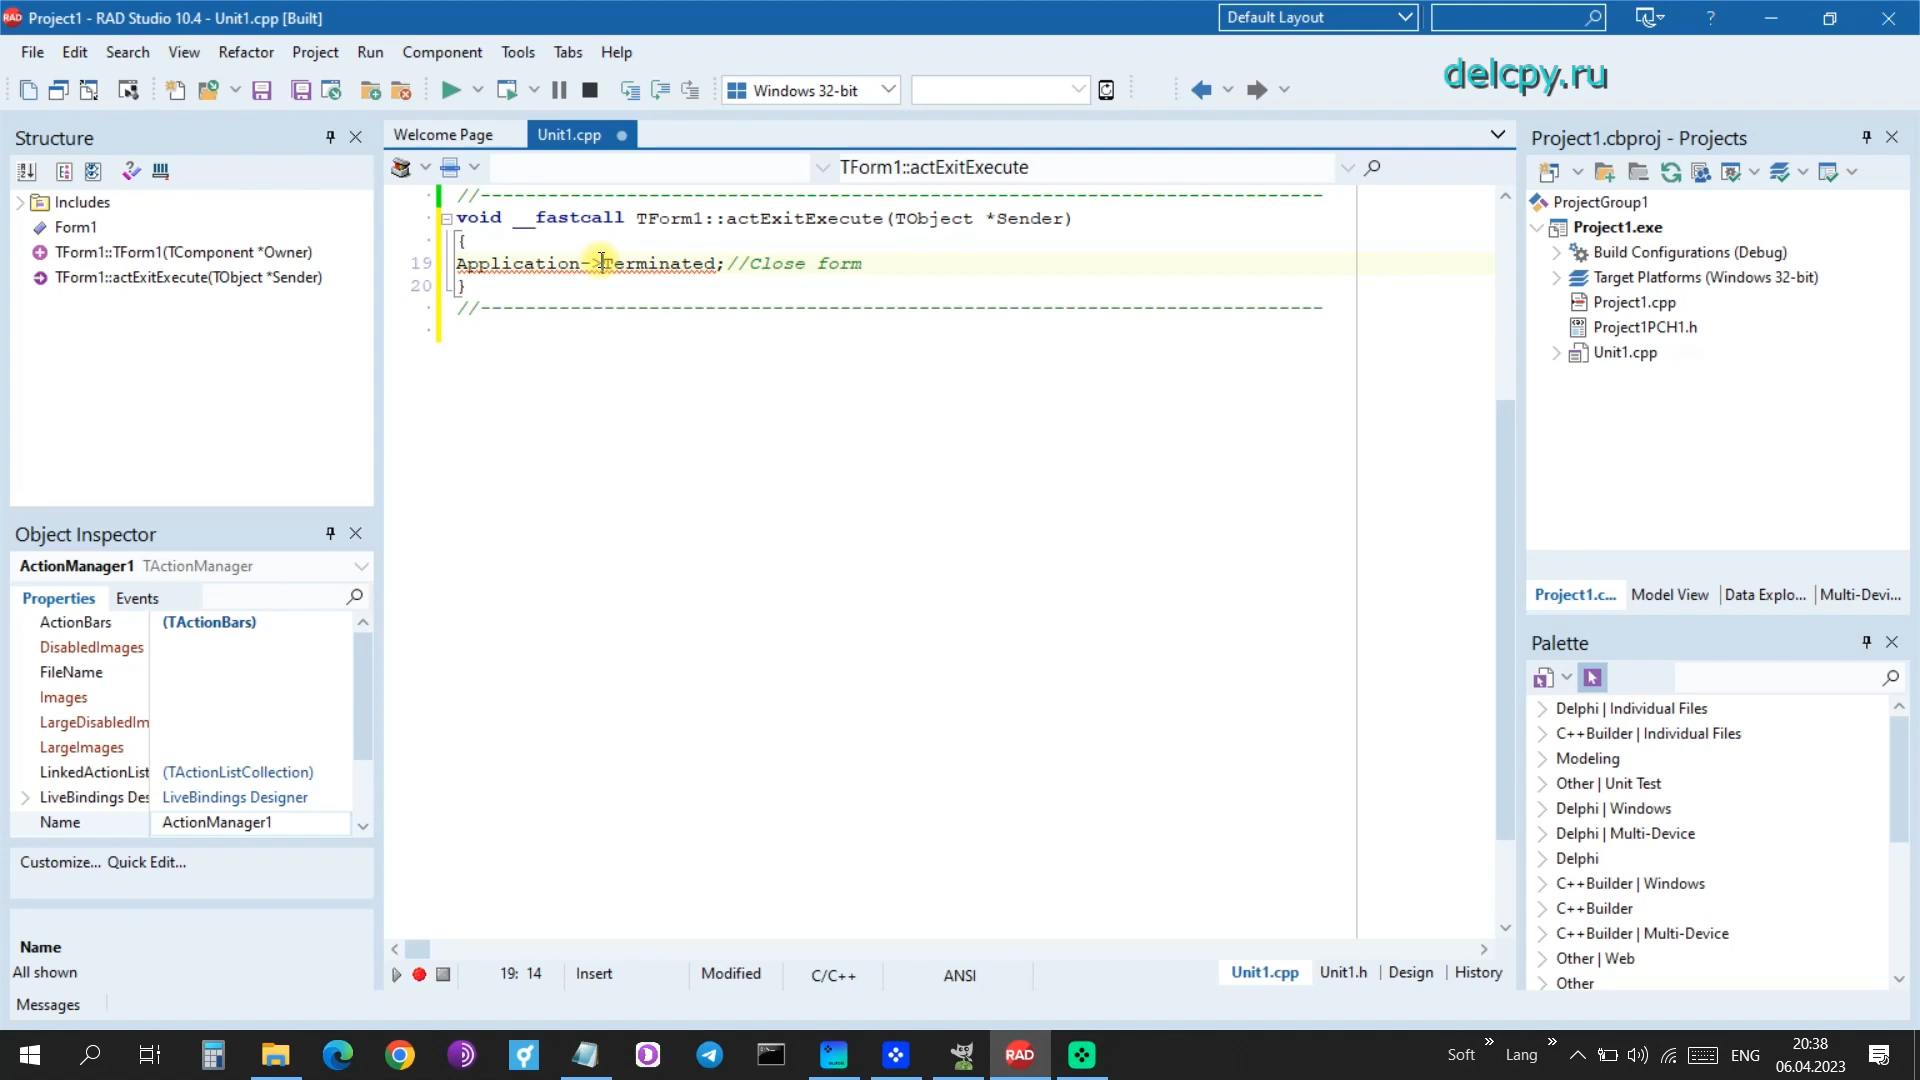 Project1 - RAD Studio 10.4 - Unit1.cpp [Built]
Default Layout
?
File Edit Search View Refactor Project Run Component Tools Tabs Help
delcpy.ru
Windows 32-bit
Structure
Includes
Form1
TForm1::TForm1(TComponent *Owner)
TForm1::actExitExecute(TObject *Sender)
Welcome Page
Unit1.cpp
TForm1::actExitExecute
//---------------------------------------------------------------------------
void __fastcall TForm1::actExitExecute(TObject *Sender)
{
19 Application->Terminated;//Close form
20 }
//---------------------------------------------------------------------------
Object Inspector
ActionManager1 TActionManager
Properties Events
ActionBars (TActionBars)
DisabledImages
FileName
Images
LargeDisabledIm
LargeImages
LinkedActionList (TActionListCollection)
LiveBindings Des LiveBindings Designer
Name ActionManager1
Customize... Quick Edit...
Name
All shown
Messages
19: 14 Insert Modified C/C++ ANSI
Unit1.cpp Unit1.h Design History
Project1.cbproj - Projects
ProjectGroup1
Project1.exe
Build Configurations (Debug)
Target Platforms (Windows 32-bit)
Project1.cpp
Project1PCH1.h
Unit1.cpp
Project1.c... Model View Data Explo... Multi-Devi...
Palette
Delphi | Individual Files
C++Builder | Individual Files
Modeling
Other | Unit Test
Delphi | Windows
Delphi | Multi-Device
Delphi
C++Builder | Windows
C++Builder
C++Builder | Multi-Device
Other | Web
Other
RAD
Soft » Lang » ENG
20:38
06.04.2023